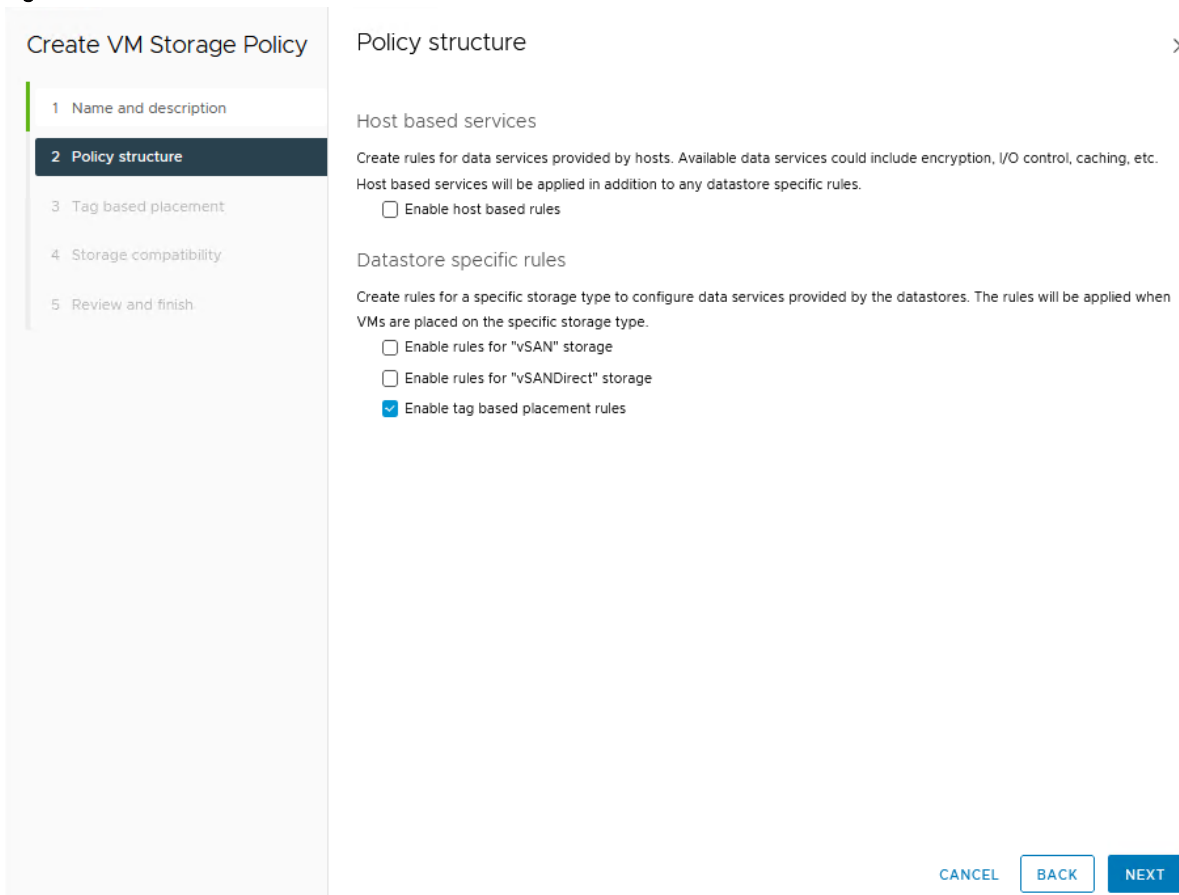 Create VM Storage Policy
1 Name and description
2 Policy structure
3 Tag based placement
4 Storage compatibility
5 Review and finish
Policy structure
Host based services
Create rules for data services provided by hosts. Available data services could include encryption, I/O control, caching, etc.
Host based services will be applied in addition to any datastore specific rules.
Enable host based rules
Datastore specific rules
Create rules for a specific storage type to configure data services provided by the datastores. The rules will be applied when
VMs are placed on the specific storage type.
Enable rules for "vSAN" storage
Enable rules for "vSANDirect" storage
Enable tag based placement rules
CANCEL
BACK
NEXT